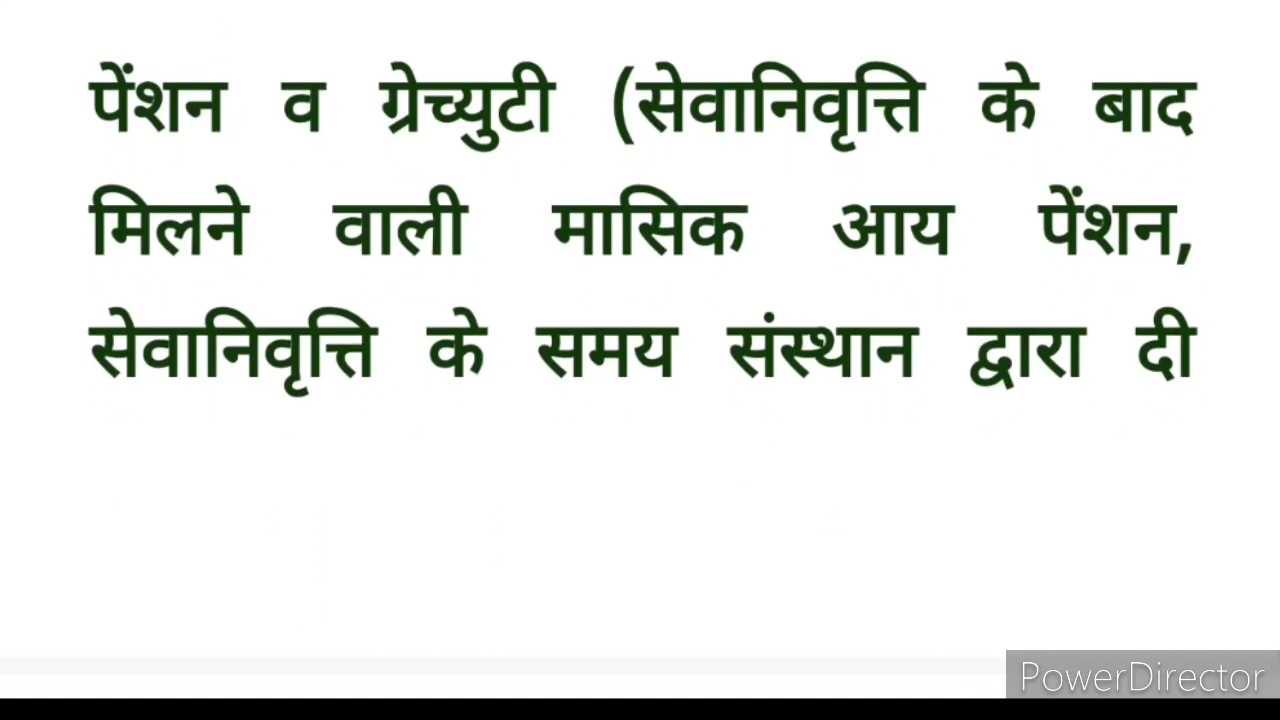 पेंशन व ग्रेच्युटी (सेवानिवृत्ति के बाद
मिलने वाली मासिक आय पेंशन,
सेवानिवृत्ति के समय संस्थान द्वारा दी
PowerDirector